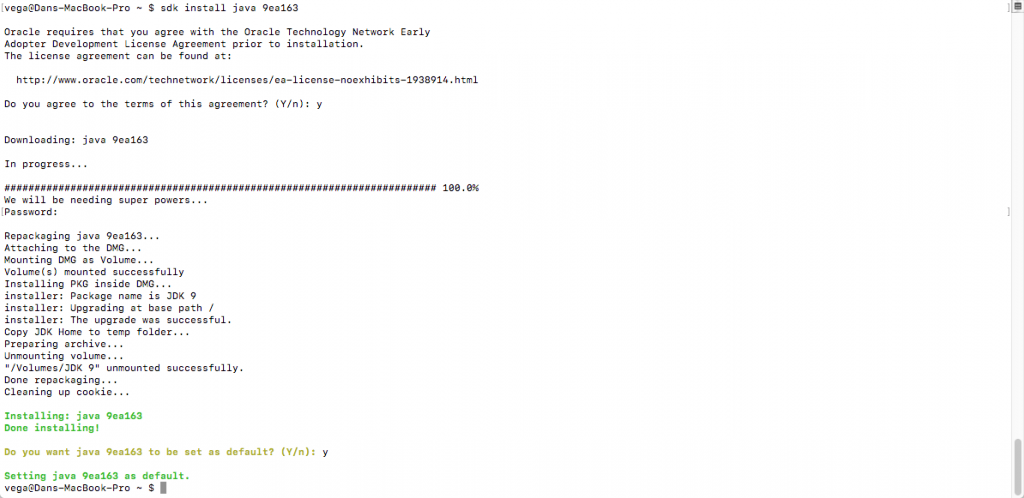 [vega@Dans-MacBook-Pro ~ $ sdk install java 9ea163 ]
Oracle requires that you agree with the Oracle Technology Network Early
Adopter Development License Agreement prior to installation.
The license agreement can be found at:
http://www.oracle.com/technetwork/licenses/ea-license-noexhibits-1938914.html
Do you agree to the terms of this agreement? (Y/n): y
Downloading: java 9ea163
In progress...
######################################################################## 100.0%
We will be needing super powers...
[Password: ]
Repackaging java 9ea163...
Attaching to the DMG...
Mounting DMG as Volume...
Volume(s) mounted successfully
Installing PKG inside DMG...
installer: Package name is JDK 9
installer: Upgrading at base path /
installer: The upgrade was successful.
Copy JDK Home to temp folder...
Preparing archive...
Unmounting volume...
"/Volumes/JDK 9" unmounted successfully.
Done repackaging...
Cleaning up cookie...
Installing: java 9ea163
Done installing!
Do you want java 9ea163 to be set as default? (Y/n): y
Setting java 9ea163 as default.
vega@Dans-MacBook-Pro ~ $